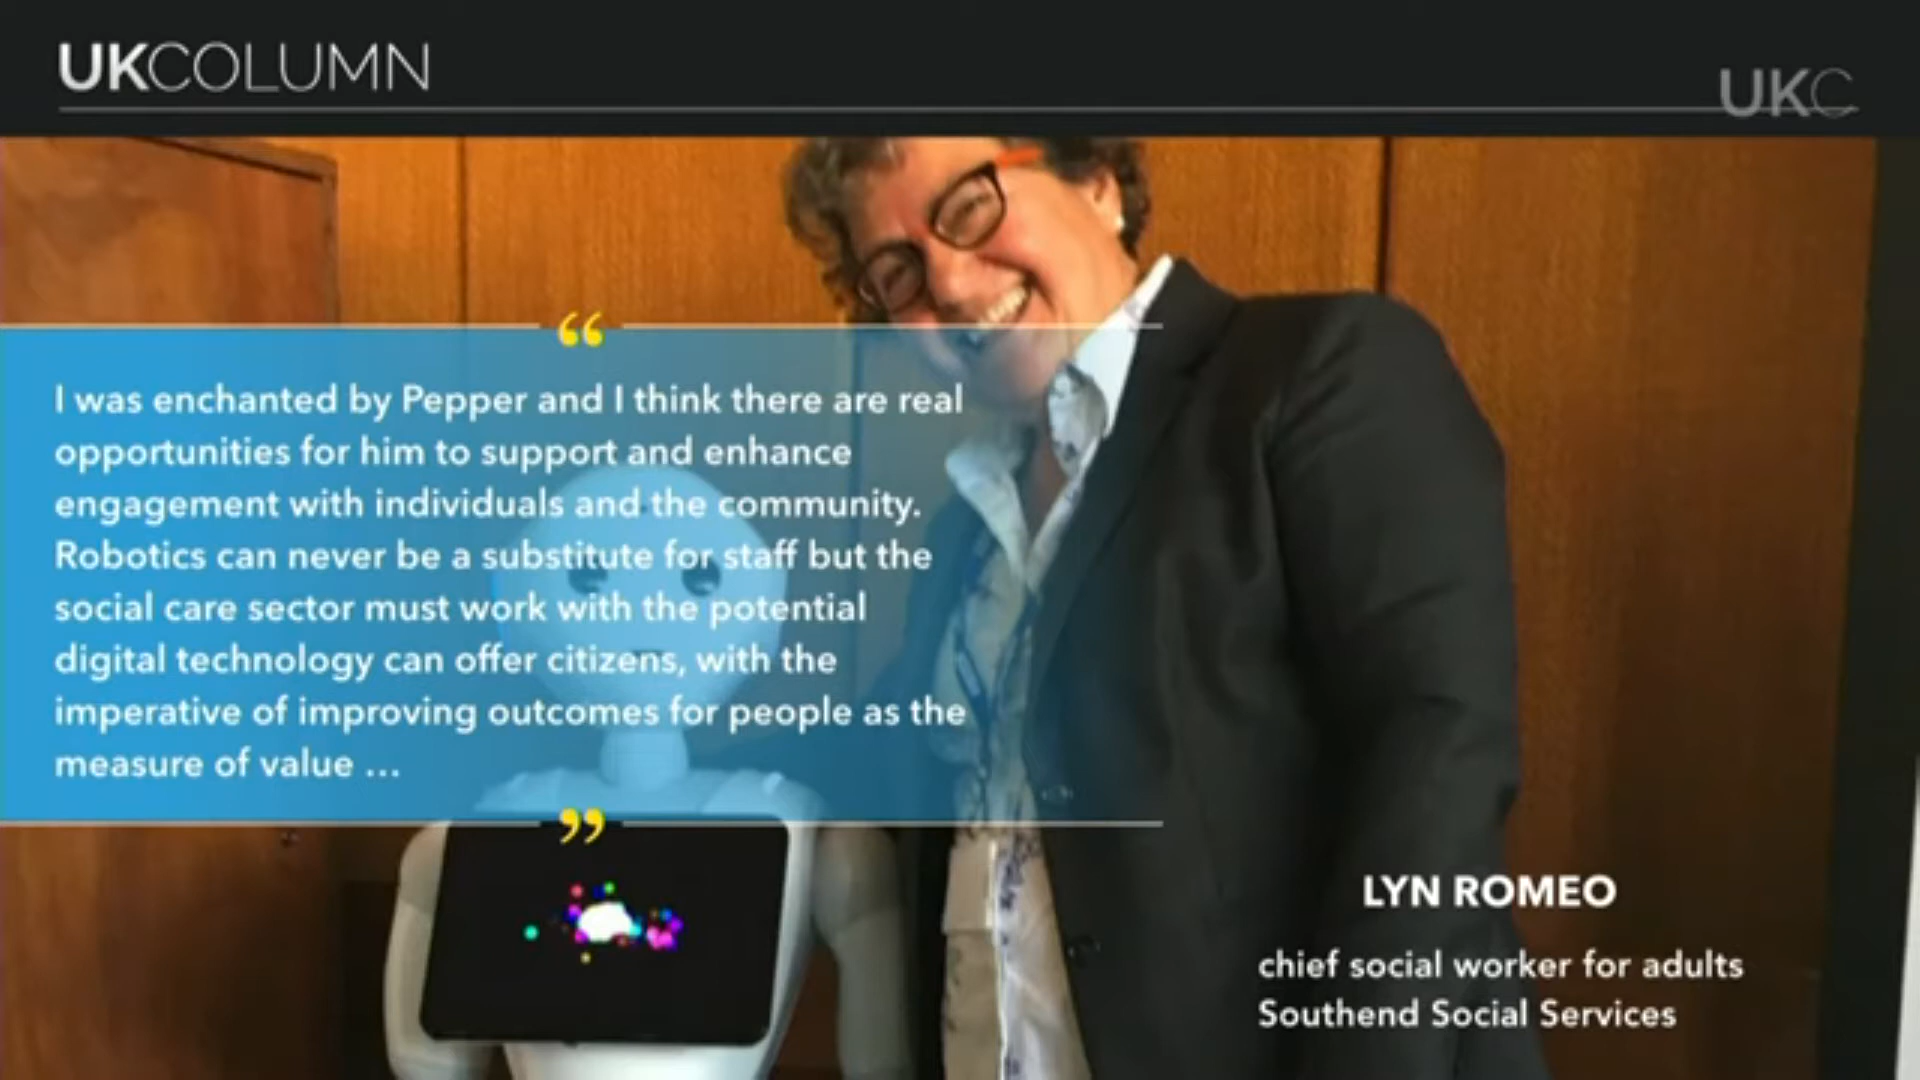 UKCOLUMN
UKC
“
I was enchanted by Pepper and I think there are real
opportunities for him to support and enhance
engagement with individuals and the community.
Robotics can never be a substitute for staff but the
social care sector must work with the potential
digital technology can offer citizens, with the
imperative of improving outcomes for people as the
measure of value ...
”
LYN ROMEO
chief social worker for adults
Southend Social Services